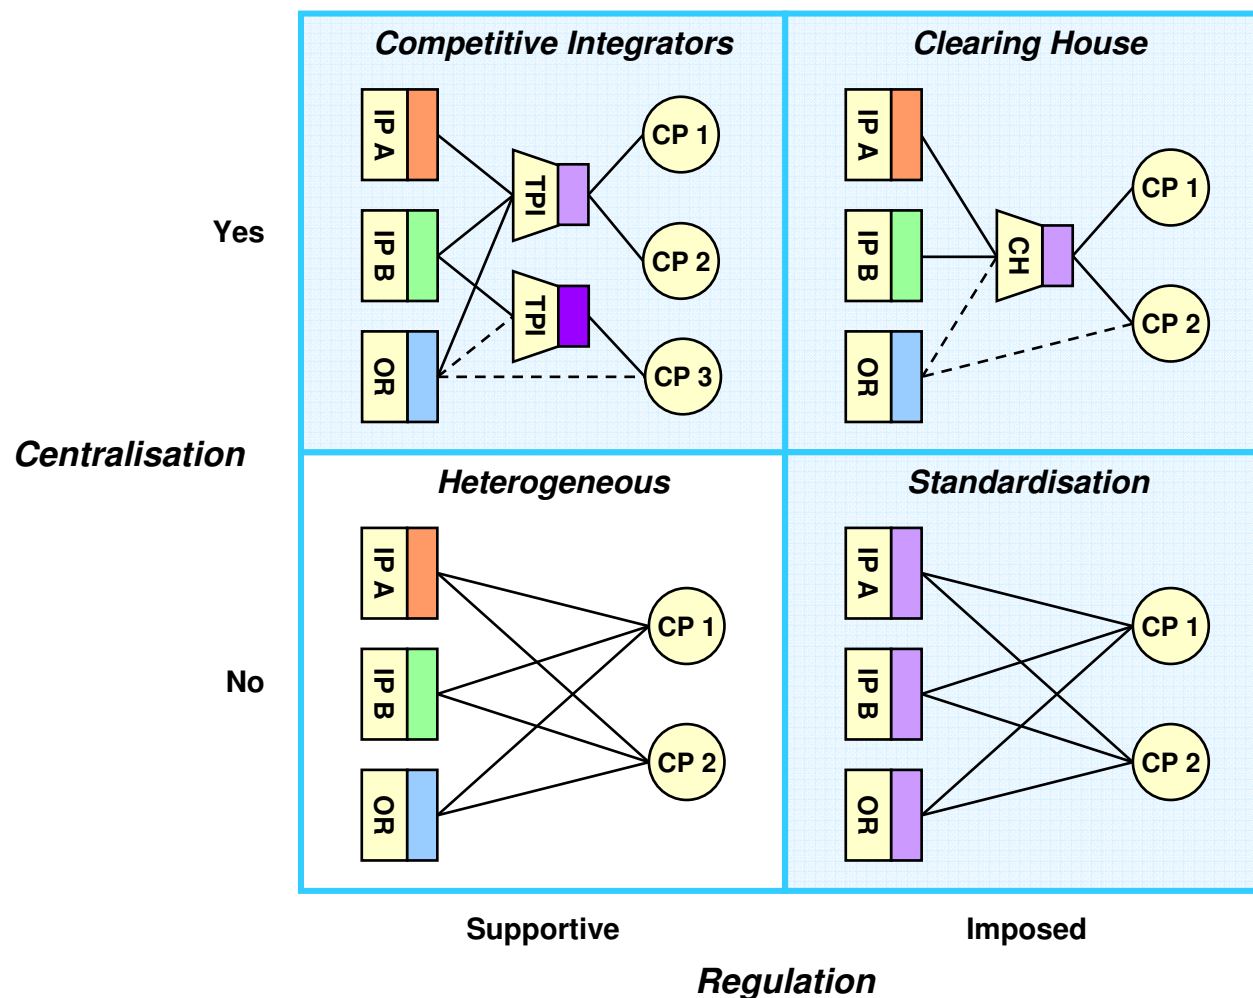 Competitive Integrators
IP A
IP B
OR
TPI
TPI
CP 1
CP 2
CP 3
Clearing House
IP A
IP B
OR
CH
CP 1
CP 2
Yes
Centralisation
No
Heterogeneous
IP A
IP B
OR
CP 1
CP 2
Standardisation
IP A
IP B
OR
CP 1
CP 2
Supportive
Imposed
Regulation